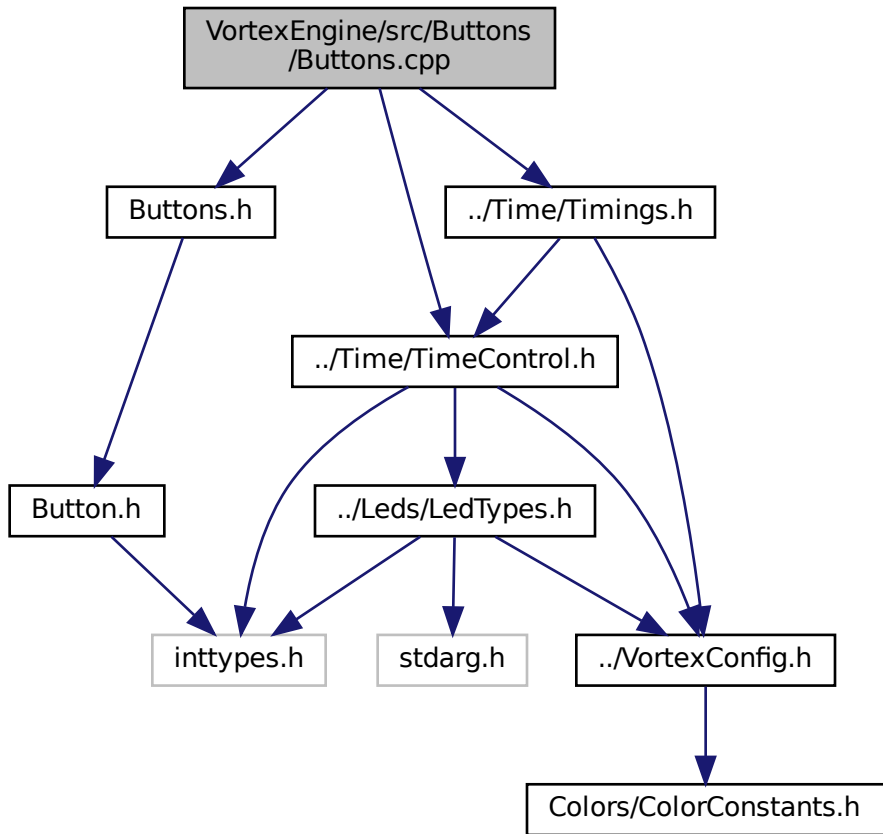 VortexEngine/src/Buttons
/Buttons.cpp
Buttons.h
../Time/Timings.h
../Time/TimeControl.h
Button.h
../Leds/LedTypes.h
inttypes.h
stdarg.h
../VortexConfig.h
Colors/ColorConstants.h